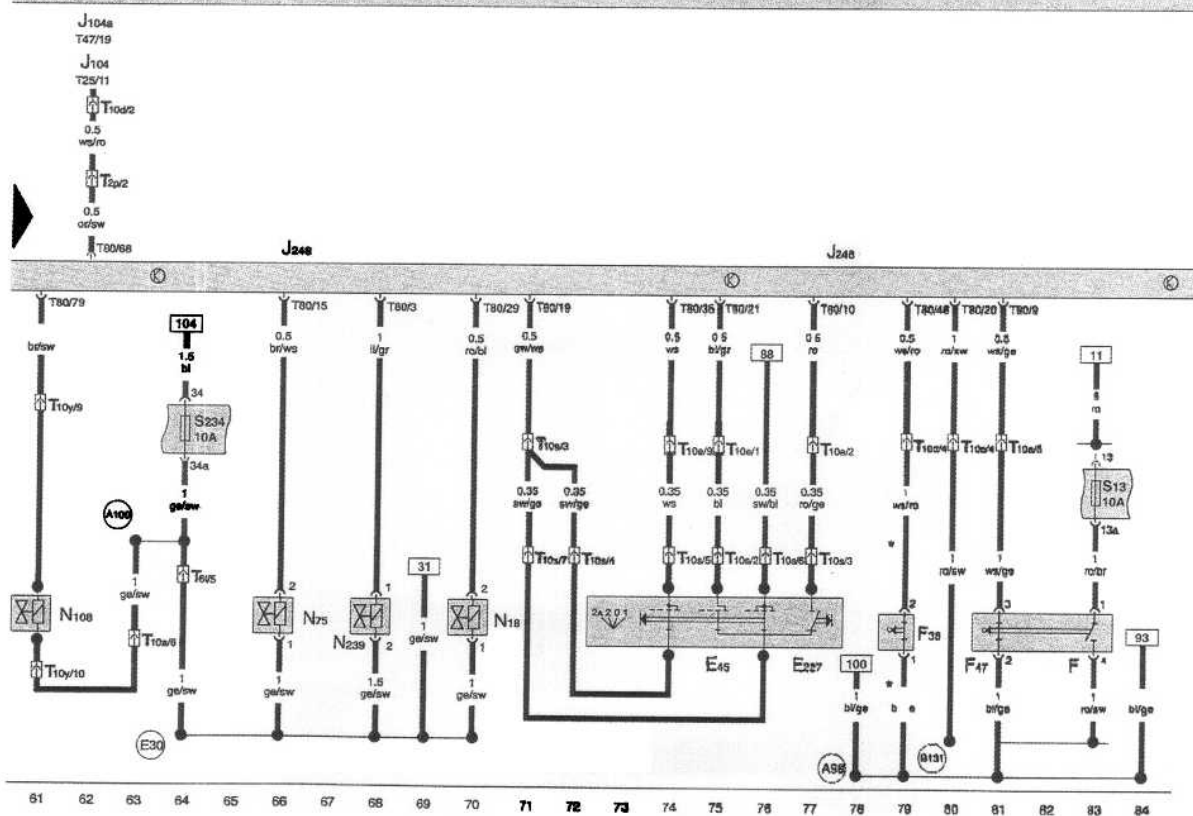 J104a
T47/19
J104
T25/11
T10d/2
0.5
ws/ro
T2p/2
0.5
or/sw
T80/68
J248 J248
K K K
T80/79 T80/15 T80/3 T80/29 T80/19 T80/35 T80/21 T80/10 T80/48 T80/20 T80/9
104 88 11
br/sw
1.5
bl
0.5
br/ws
1
li/gr
0.5
ro/bl
0.5
sw/ws
0.5
ws
0.5
bl/gr
0.5
ro
0.5
ws/ro
1
ro/sw
0.5
ws/ge
ro
34
S234
10A
34a
T10y/9
T10s/3 T10e/9 T10e/1 T10e/2
13
S13
10A
13a
1
ge/sw
0.35
sw/ge
0.35
sw/ge
0.35
ws
0.35
bl
0.35
sw/bl
0.35
ro/ge
1
ws/ro
*
A100
T10s/7 T10s/4 T10s/5 T10s/2 T10s/6 T10s/3
1
ge/sw
T6l/5
31
1
ro/sw
1
ws/ge
1
ro/br
2A 2 0 1
N108
2
N75
1
1
N239
2
2
N18
1
1
ge/sw
2
F38
1
3 1
T10a/6
T10y/10
E45 E227
F47 F
2 4
100 93
1
ge/sw
1
ge/sw
1.5
ge/sw
1
ge/sw
1
bl/ge
*
1
bl/ge
1
ro/sw
bl/ge
E30
A98
B131
61 62 63 64 65 66 67 68 69 70 71 72 73 74 75 76 77 78 79 80 81 82 83 84